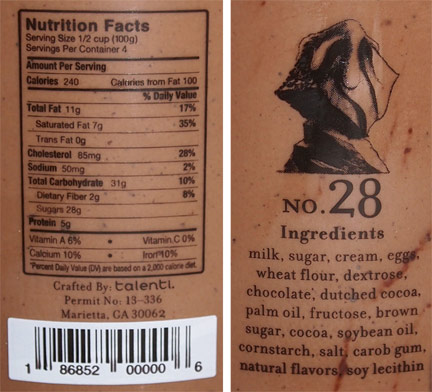 Nutrition Facts
Serving Size 1/2 cup (100g)
Servings Per Container 4
Amount Per Serving
Calories 240 Calories from Fat 100
% Daily Value
Total Fat 11g 17%
Saturated Fat 7g 35%
Trans Fat 0g
Cholesterol 85mg 28%
Sodium 50mg 2%
Total Carbohydrate 31g 10%
Dietary Fiber 2g 8%
Sugars 28g
Protein 5g
Vitamin A 6% • Vitamin C 0%
Calcium 10% • Iron 10%
*Percent Daily Value (DV) are based on a 2,000 calorie diet.
Crafted By: talenti.
Permit No: 13-336
Marietta, GA 30062
1 86852 00000 6
NO. 28
Ingredients
milk, sugar, cream, eggs,
wheat flour, dextrose,
chocolate, dutched cocoa,
palm oil, fructose, brown
sugar, cocoa, soybean oil,
cornstarch, salt, carob gum,
natural flavors, soy lecithin